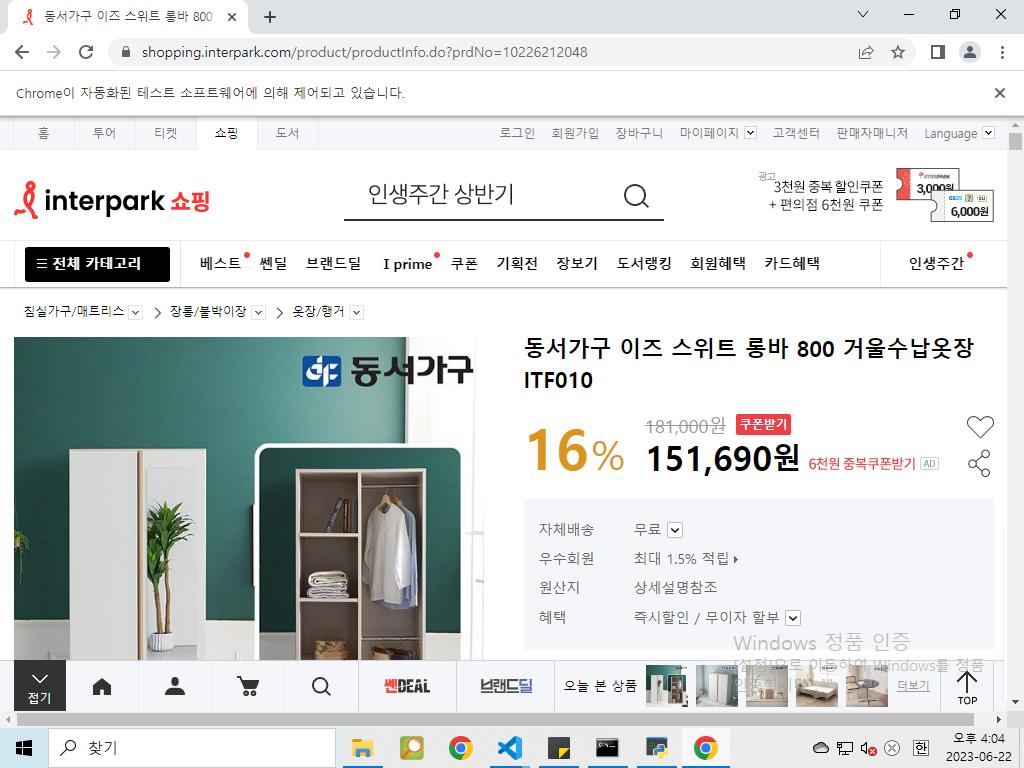 동서가구 이즈 스위트 롱바 800
shopping.interpark.com/product/productInfo.do?prdNo=10226212048
Chrome이 자동화된 테스트 소프트웨어에 의해 제어되고 있습니다.
홈 투어 티켓 쇼핑 도서 로그인 회원가입 장바구니 마이페이지 고객센터 판매자매니저 Language
interpark 쇼핑
인생주간 상반기
광고
3천원 중복 할인쿠폰
+ 편의점 6천원 쿠폰
INTERPARK
3,000원
GS25 CU
6,000원
전체 카테고리 베스트 쎈딜 브랜드딜 I prime 쿠폰 기획전 장보기 도서랭킹 회원혜택 카드혜택 인생주간
침실가구/매트리스 장롱/붙박이장 옷장/행거
동서가구
동서가구 이즈 스위트 롱바 800 거울수납옷장
ITF010
16%
181,000원 쿠폰받기
151,690원 6천원 중복쿠폰받기 AD
자체배송 무료
우수회원 최대 1.5% 적립
원산지 상세설명참조
혜택 즉시할인 / 무이자 할부
Windows 정품 인증
[설정]으로 이동하여 Windows를 정품
접기
쎈DEAL
브랜드딜
오늘 본 상품
더보기
TOP
찾기
한
오후 4:04
2023-06-22